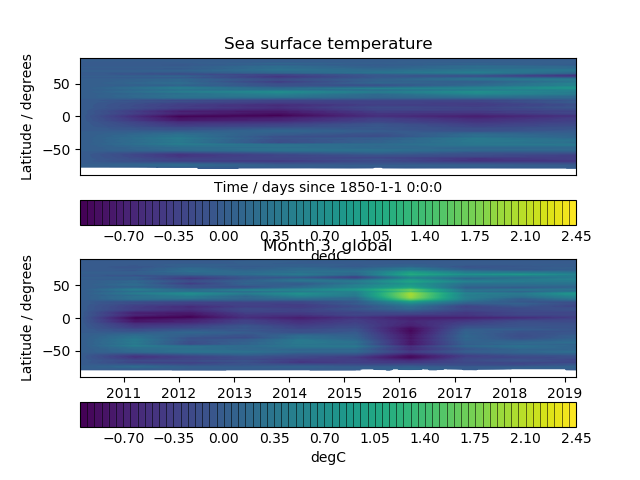 Sea surface temperature
Latitude / degrees
50
0
−50
Time / days since 1850-1-1 0:0:0
−0.70 −0.35 0.00 0.35 0.70 1.05 1.40 1.75 2.10 2.45
degC
Month 3, global
Latitude / degrees
50
0
−50
2011 2012 2013 2014 2015 2016 2017 2018 2019
−0.70 −0.35 0.00 0.35 0.70 1.05 1.40 1.75 2.10 2.45
degC